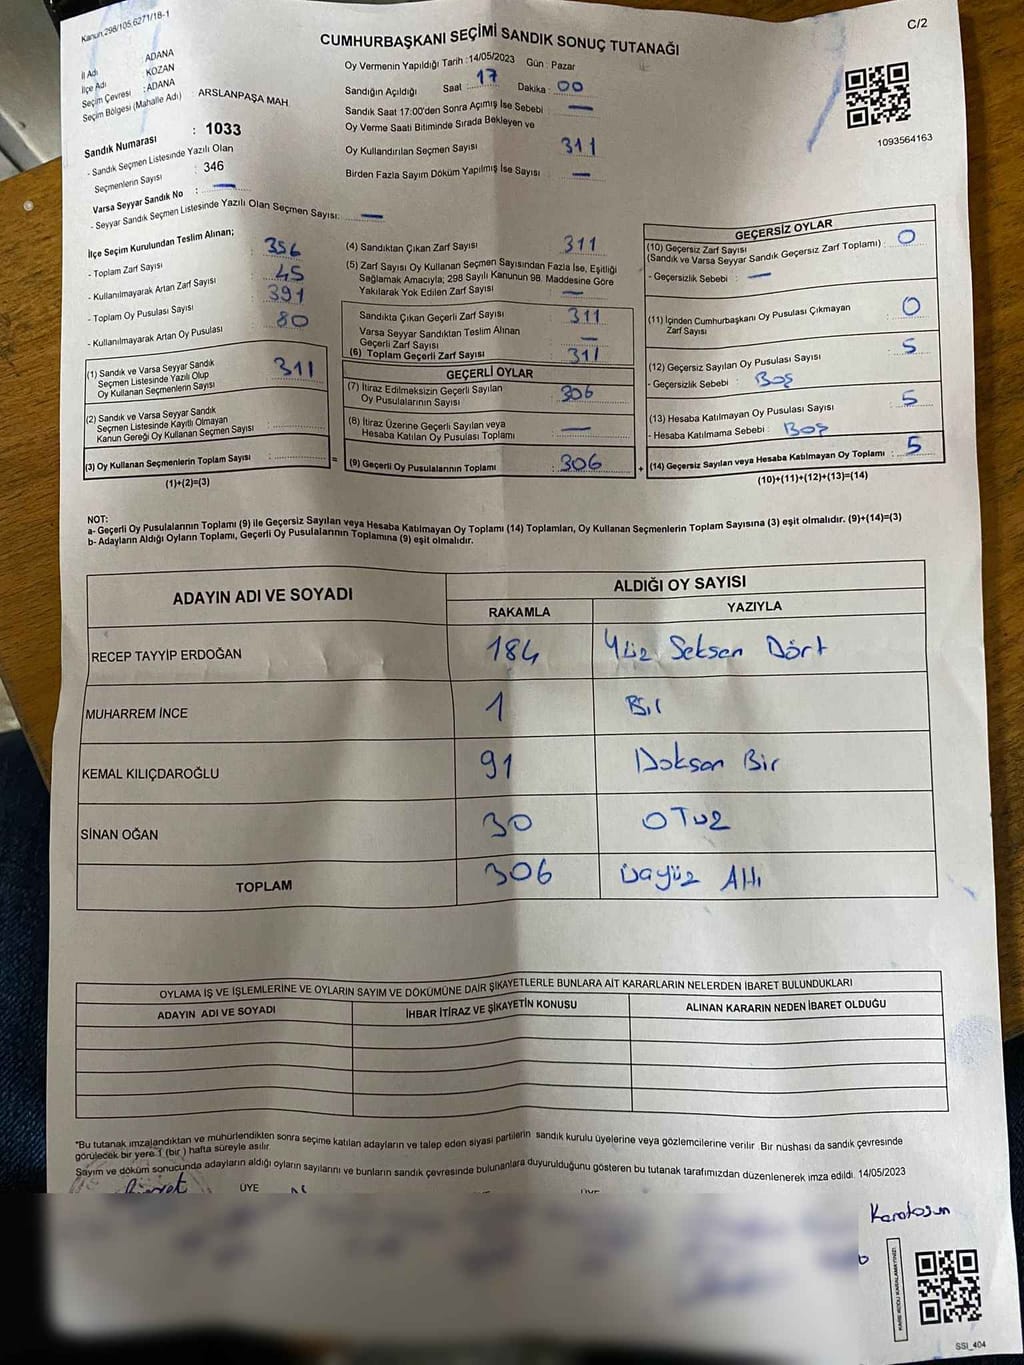 Kanun.298/105,6271/18-1
C/2
CUMHURBAŞKANI SEÇİMİ SANDIK SONUÇ TUTANAĞI
İl Adı : ADANA
İlçe Adı : KOZAN
Seçim Çevresi : ADANA
Seçim Bölgesi (Mahalle Adı) : ARSLANPAŞA MAH.
Sandık Numarası : 1033
- Sandık Seçmen Listesinde Yazılı Olan
Seçmenlerin Sayısı : 346
Varsa Seyyar Sandık No : —
- Seyyar Sandık Seçmen Listesinde Yazılı Olan Seçmen Sayısı: —
Oy Vermenin Yapıldığı Tarih :14/05/2023 Gün : Pazar
Sandığın Açıldığı Saat : 17 Dakika : 00
Sandık Saat 17:00'den Sonra Açımış İse Sebebi : —
Oy Verme Saati Bitiminde Sırada Bekleyen ve
Oy Kullandırılan Seçmen Sayısı 311
Birden Fazla Sayım Döküm Yapılmış İse Sayısı : —
1093564163
İlçe Seçim Kurulundan Teslim Alınan;
- Toplam Zarf Sayısı : 356
- Kullanılmayarak Artan Zarf Sayısı : 45
- Toplam Oy Pusulası Sayısı : 391
- Kullanılmayarak Artan Oy Pusulası : 80
(1) Sandık ve Varsa Seyyar Sandık
Seçmen Listesinde Yazılı Olup
Oy Kullanan Seçmenlerin Sayısı : 311
(2) Sandık ve Varsa Seyyar Sandık
Seçmen Listesinde Kayıtlı Olmayan
Kanun Gereği Oy Kullanan Seçmen Sayısı :
(3) Oy Kullanan Seçmenlerin Toplam Sayısı : =
(1)+(2)=(3)
(4) Sandıktan Çıkan Zarf Sayısı 311
(5) Zarf Sayısı Oy Kullanan Seçmen Sayısından Fazla İse, Eşitliği
Sağlamak Amacıyla; 298 Sayılı Kanunun 98. Maddesine Göre
Yakılarak Yok Edilen Zarf Sayısı : —
Sandıkta Çıkan Geçerli Zarf Sayısı : 311
Varsa Seyyar Sandıktan Teslim Alınan
Geçerli Zarf Sayısı : —
(6) Toplam Geçerli Zarf Sayısı : 311
GEÇERLİ OYLAR
(7) İtiraz Edilmeksizin Geçerli Sayılan
Oy Pusulalarının Sayısı : 306
(8) İtiraz Üzerine Geçerli Sayılan veya
Hesaba Katılan Oy Pusulası Toplamı : —
(9) Geçerli Oy Pusulalarının Toplamı : 306 +
GEÇERSİZ OYLAR
(10) Geçersiz Zarf Sayısı
(Sandık ve Varsa Seyyar Sandık Geçersiz Zarf Toplamı) : 0
- Geçersizlik Sebebi : —
(11) İçinden Cumhurbaşkanı Oy Pusulası Çıkmayan
Zarf Sayısı : 0
(12) Geçersiz Sayılan Oy Pusulası Sayısı : 5
- Geçersizlik Sebebi : Boş
(13) Hesaba Katılmayan Oy Pusulası Sayısı : 5
- Hesaba Katılmama Sebebi : Boş
(14) Geçersiz Sayılan veya Hesaba Katılmayan Oy Toplamı : 5
(10)+(11)+(12)+(13)=(14)
NOT:
a- Geçerli Oy Pusulalarının Toplamı (9) ile Geçersiz Sayılan veya Hesaba Katılmayan Oy Toplamı (14) Toplamları, Oy Kullanan Seçmenlerin Toplam Sayısına (3) eşit olmalıdır. (9)+(14)=(3)
b- Adayların Aldığı Oyların Toplamı, Geçerli Oy Pusulalarının Toplamına (9) eşit olmalıdır.
ADAYIN ADI VE SOYADI ALDIĞI OY SAYISI
RAKAMLA YAZIYLA
RECEP TAYYİP ERDOĞAN 184 Yüz Seksen Dört
MUHARREM İNCE 1 Bir
KEMAL KILIÇDAROĞLU 91 Doksan Bir
SİNAN OĞAN 30 OTUZ
TOPLAM 306 Üçyüz Altı
OYLAMA İŞ VE İŞLEMLERİNE VE OYLARIN SAYIM VE DÖKÜMÜNE DAİR ŞİKAYETLERLE BUNLARA AİT KARARLARIN NELERDEN İBARET BULUNDUKLARI
ADAYIN ADI VE SOYADI İHBAR İTİRAZ VE ŞİKAYETİN KONUSU ALINAN KARARIN NEDEN İBARET OLDUĞU
*Bu tutanak imzalandıktan ve mühürlendikten sonra seçime katılan adayların ve talep eden siyasi partilerin sandık kurulu üyelerine veya gözlemcilerine verilir. Bir nüshası da sandık çevresinde
görülecek bir yere 1 (bir ) hafta süreyle asılır.
Sayım ve döküm sonucunda adayların aldığı oyların sayılarını ve bunların sandık çevresinde bulunanlara duyurulduğunu gösteren bu tutanak tarafımızdan düzenlenerek imza edildi. 14/05/2023
ÜYE
Karatosun
SSI_404